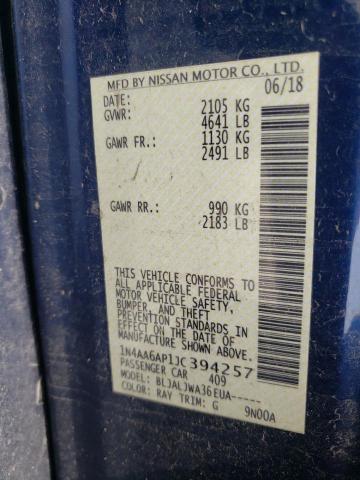 MFD BY NISSAN MOTOR CO., LTD.
DATE: 06/18
GVWR: 2105 KG
4641 LB
GAWR FR.: 1130 KG
2491 LB
GAWR RR.: 990 KG
2183 LB
THIS VEHICLE CONFORMS TO
ALL APPLICABLE FEDERAL
MOTOR VEHICLE SAFETY,
BUMPER, AND THEFT
PREVENTION STANDARDS
IN EFFECT ON THE DATE OF
MANUFACTURE SHOWN ABOVE.
1N4AA6AP1JC394257
PASSENGER CAR 409
MODEL: BLJALJWA36EUA-----
COLOR: RAY TRIM: G 9N00A